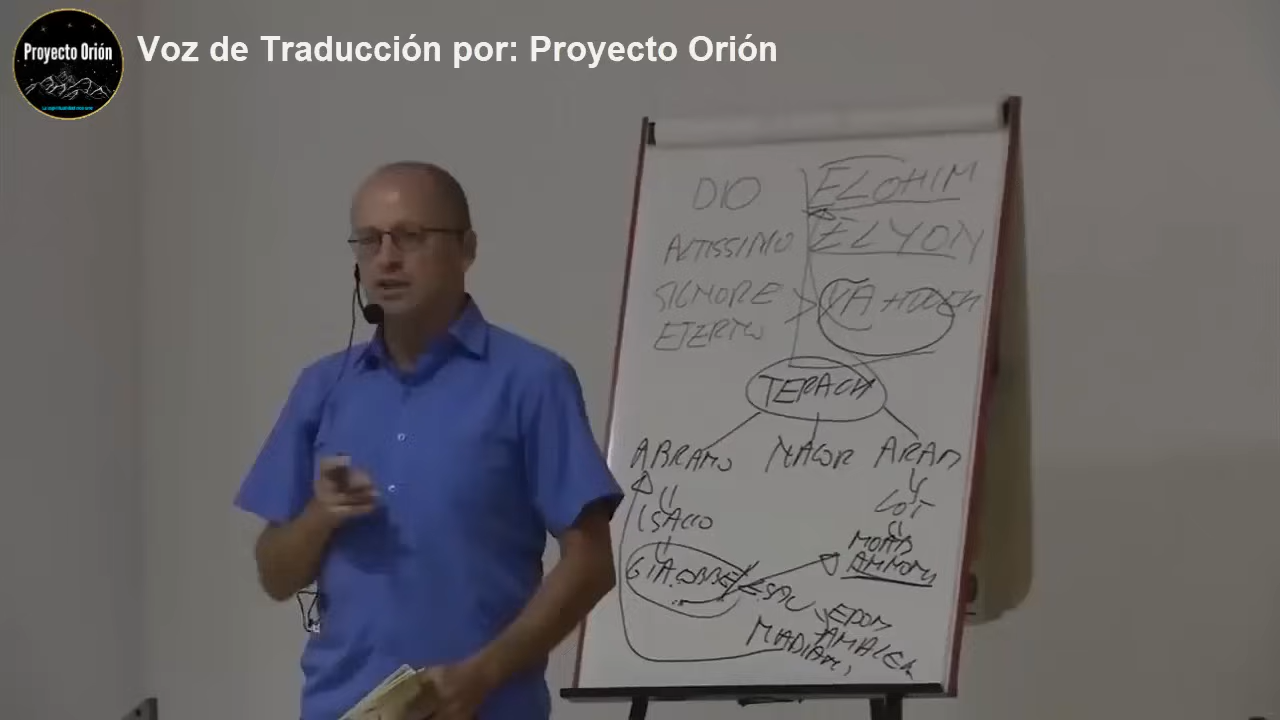 Proyecto Orión
Voz de Traducción por: Proyecto Orión
DIO ELOHIM
ALTISSIMO ELYON
SIGNORE
ETERNO
TERACH
ABRAMO NACOR ARAN
ISACCO LOT
MOAB
GIACOBBE AMMON
ESAU EDOM
MADIAN AMALEK